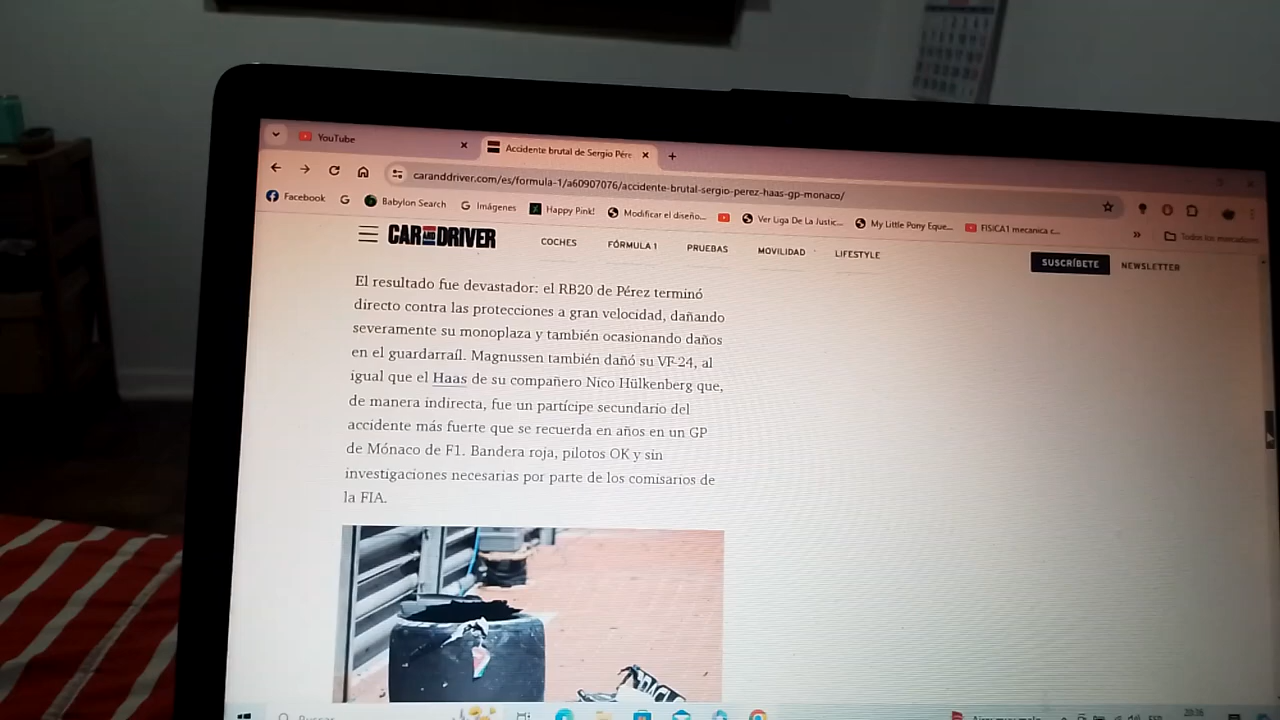 YouTube
Accidente brutal de Sergio Pére
caranddriver.com/es/formula-1/a60907076/accidente-brutal-sergio-perez-haas-gp-monaco/
Facebook
Babylon Search
Imágenes
Happy Pink!
Modificar el diseño...
Ver Liga De La Justic...
My Little Pony Eque...
FISICA1 mecanica c...
»
Todos los marcadores
CAR AND DRIVER
COCHES
FÓRMULA 1
PRUEBAS
MOVILIDAD
LIFESTYLE
SUSCRÍBETE
NEWSLETTER
El resultado fue devastador: el RB20 de Pérez terminó
directo contra las protecciones a gran velocidad, dañando
severamente su monoplaza y también ocasionando daños
en el guardarraíl. Magnussen también dañó su VF-24, al
igual que el Haas de su compañero Nico Hülkenberg que,
de manera indirecta, fue un partícipe secundario del
accidente más fuerte que se recuerda en años en un GP
de Mónaco de F1. Bandera roja, pilotos OK y sin
investigaciones necesarias por parte de los comisarios de
la FIA.
Buscar